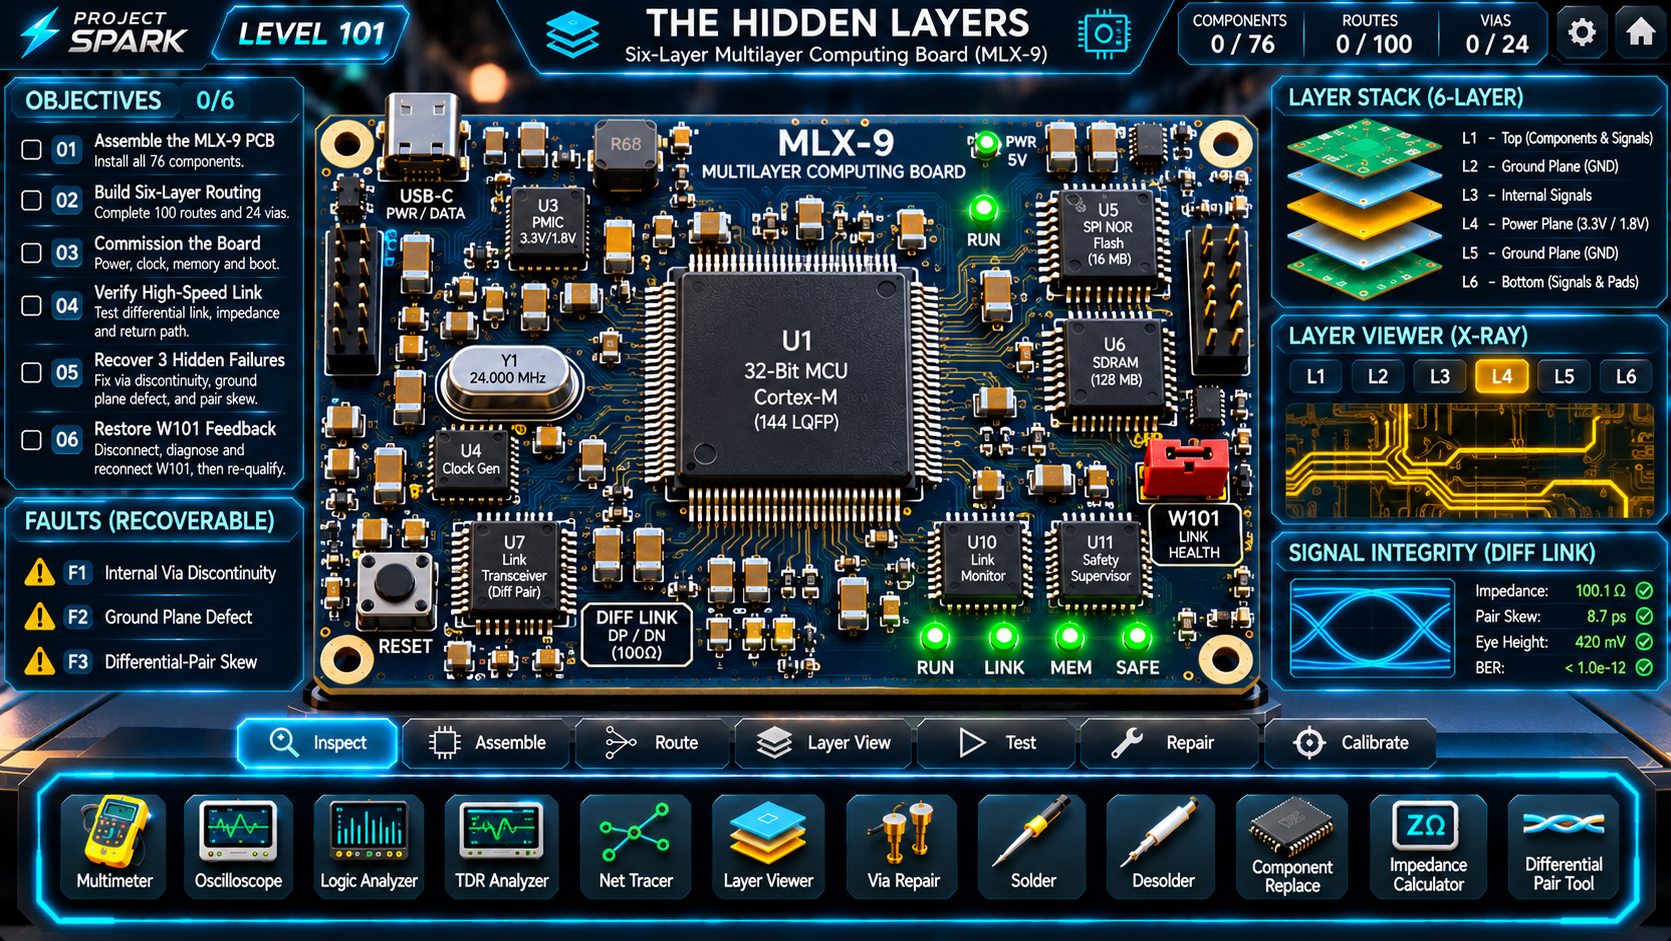 PROJECT
SPARK
LEVEL 101
THE HIDDEN LAYERS
Six-Layer Multilayer Computing Board (MLX-9)
COMPONENTS
0 / 76
ROUTES
0 / 100
VIAS
0 / 24
OBJECTIVES 0/6
01 Assemble the MLX-9 PCB
Install all 76 components.
02 Build Six-Layer Routing
Complete 100 routes and 24 vias.
03 Commission the Board
Power, clock, memory and boot.
04 Verify High-Speed Link
Test differential link, impedance
and return path.
05 Recover 3 Hidden Failures
Fix via discontinuity, ground
plane defect, and pair skew.
06 Restore W101 Feedback
Disconnect, diagnose and
reconnect W101, then re-qualify.
FAULTS (RECOVERABLE)
F1 Internal Via Discontinuity
F2 Ground Plane Defect
F3 Differential-Pair Skew
MLX-9
MULTILAYER COMPUTING BOARD
USB-C
PWR / DATA
R68
PWR
5V
RUN
U3
PMIC
3.3V/1.8V
U5
SPI NOR
Flash
(16 MB)
U1
32-Bit MCU
Cortex-M
(144 LQFP)
U6
SDRAM
(128 MB)
Y1
24.000 MHz
U4
Clock Gen
U7
Link
Transceiver
(Diff Pair)
U10
Link
Monitor
U11
Safety
Supervisor
W101
LINK
HEALTH
RESET
DIFF LINK
DP / DN
(100Ω)
RUN
LINK
MEM
SAFE
LAYER STACK (6-LAYER)
L1 – Top (Components & Signals)
L2 – Ground Plane (GND)
L3 – Internal Signals
L4 – Power Plane (3.3V / 1.8V)
L5 – Ground Plane (GND)
L6 – Bottom (Signals & Pads)
LAYER VIEWER (X-RAY)
L1 L2 L3 L4 L5 L6
SIGNAL INTEGRITY (DIFF LINK)
Impedance: 100.1 Ω
Pair Skew: 8.7 ps
Eye Height: 420 mV
BER: < 1.0e-12
Inspect
Assemble
Route
Layer View
Test
Repair
Calibrate
Multimeter
Oscilloscope
Logic Analyzer
TDR Analyzer
Net Tracer
Layer Viewer
Via Repair
Solder
Desolder
Component
Replace
ZΩ
Impedance
Calculator
Differential
Pair Tool